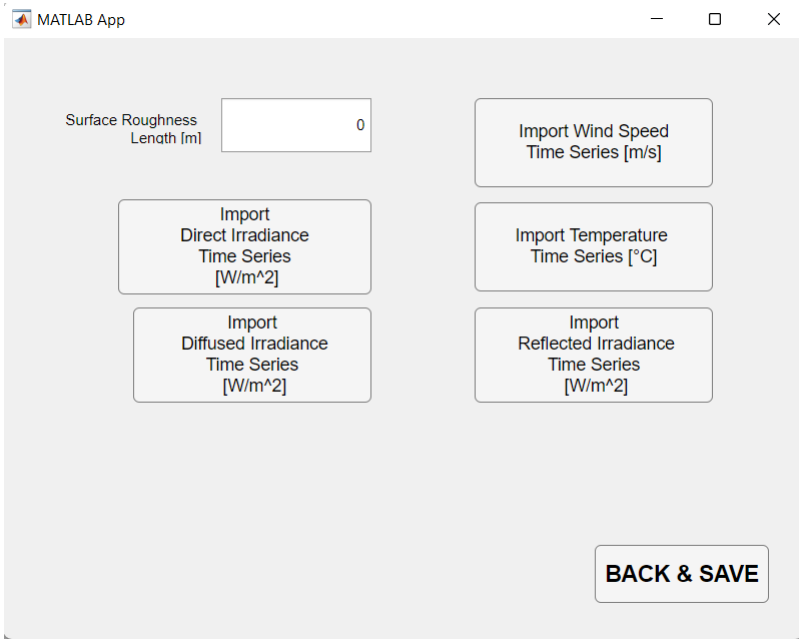 MATLAB App
Surface Roughness
Length [m]
0
Import Wind Speed
Time Series [m/s]
Import
Direct Irradiance
Time Series
[W/m^2]
Import Temperature
Time Series [°C]
Import
Diffused Irradiance
Time Series
[W/m^2]
Import
Reflected Irradiance
Time Series
[W/m^2]
BACK & SAVE